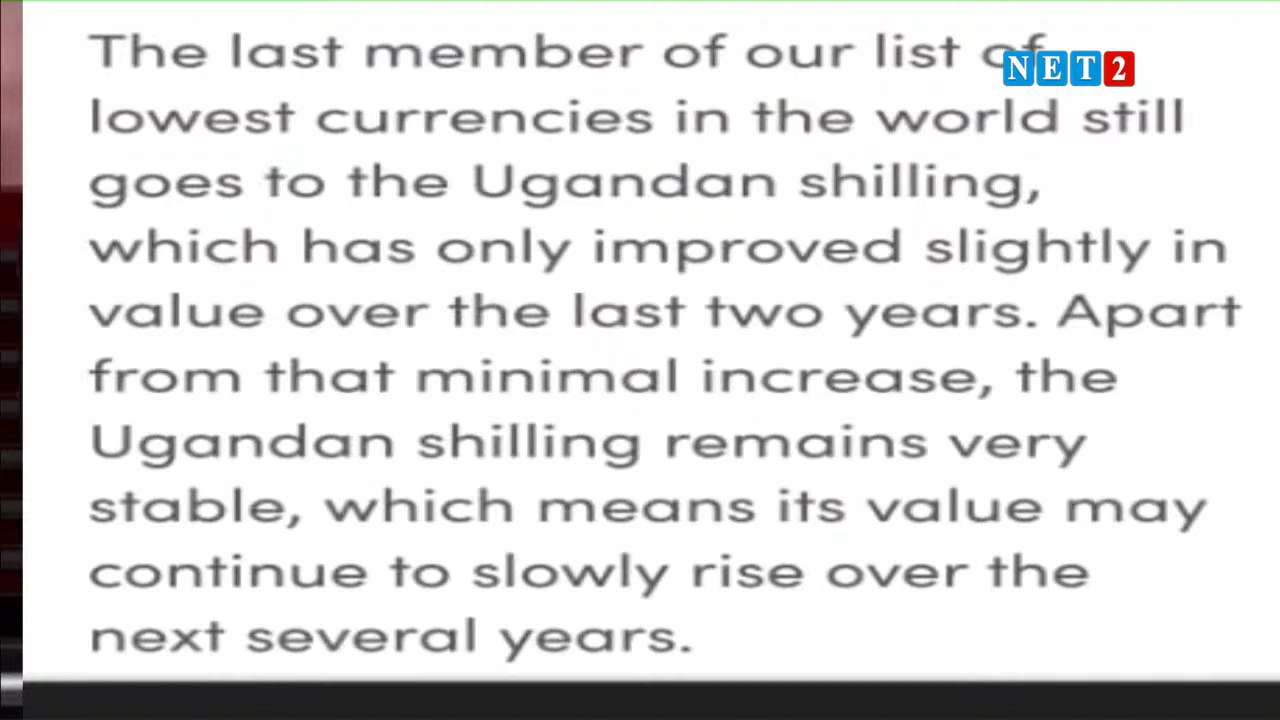 The last member of our list of
NET2
lowest currencies in the world still
goes to the Ugandan shilling,
which has only improved slightly in
value over the last two years. Apart
from that minimal increase, the
Ugandan shilling remains very
stable, which means its value may
continue to slowly rise over the
next several years.